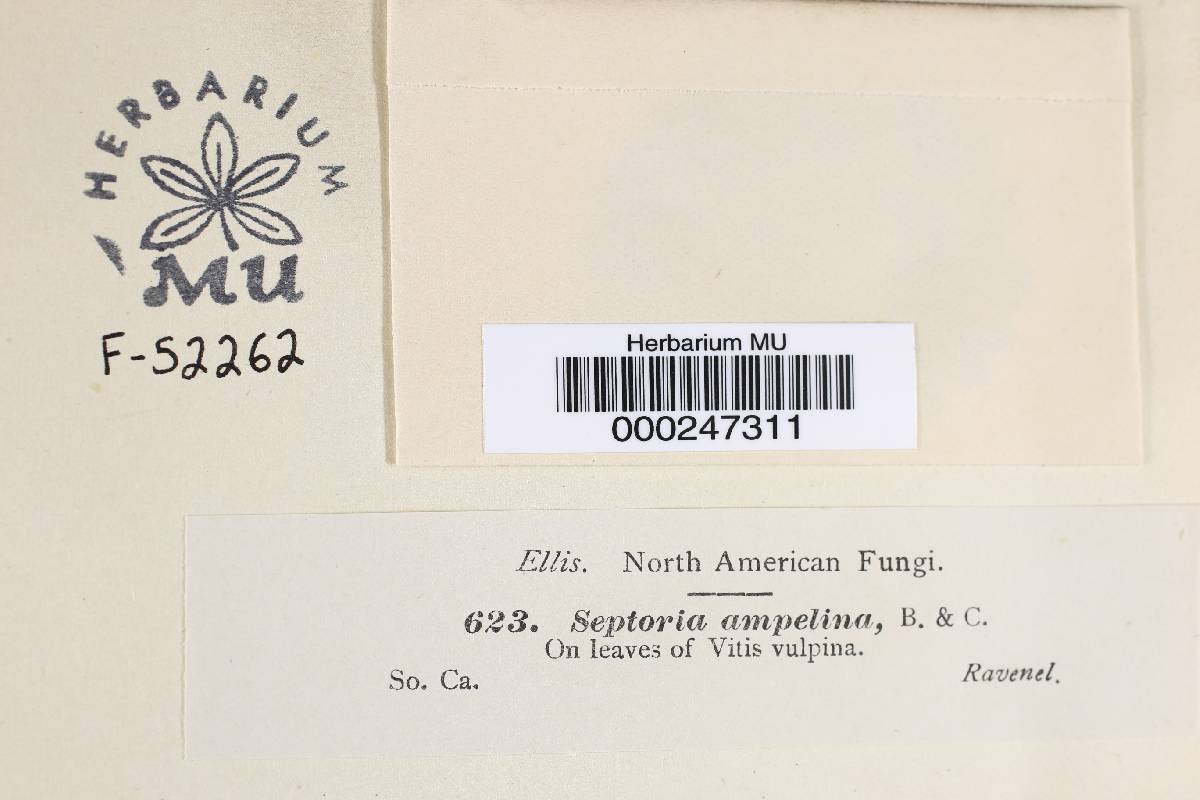 HERBARIUM
MU
F-52262
Herbarium MU
000247311
Ellis. North American Fungi.
623. Septoria ampelina, B. & C.
On leaves of Vitis vulpina.
So. Ca. Ravenel.